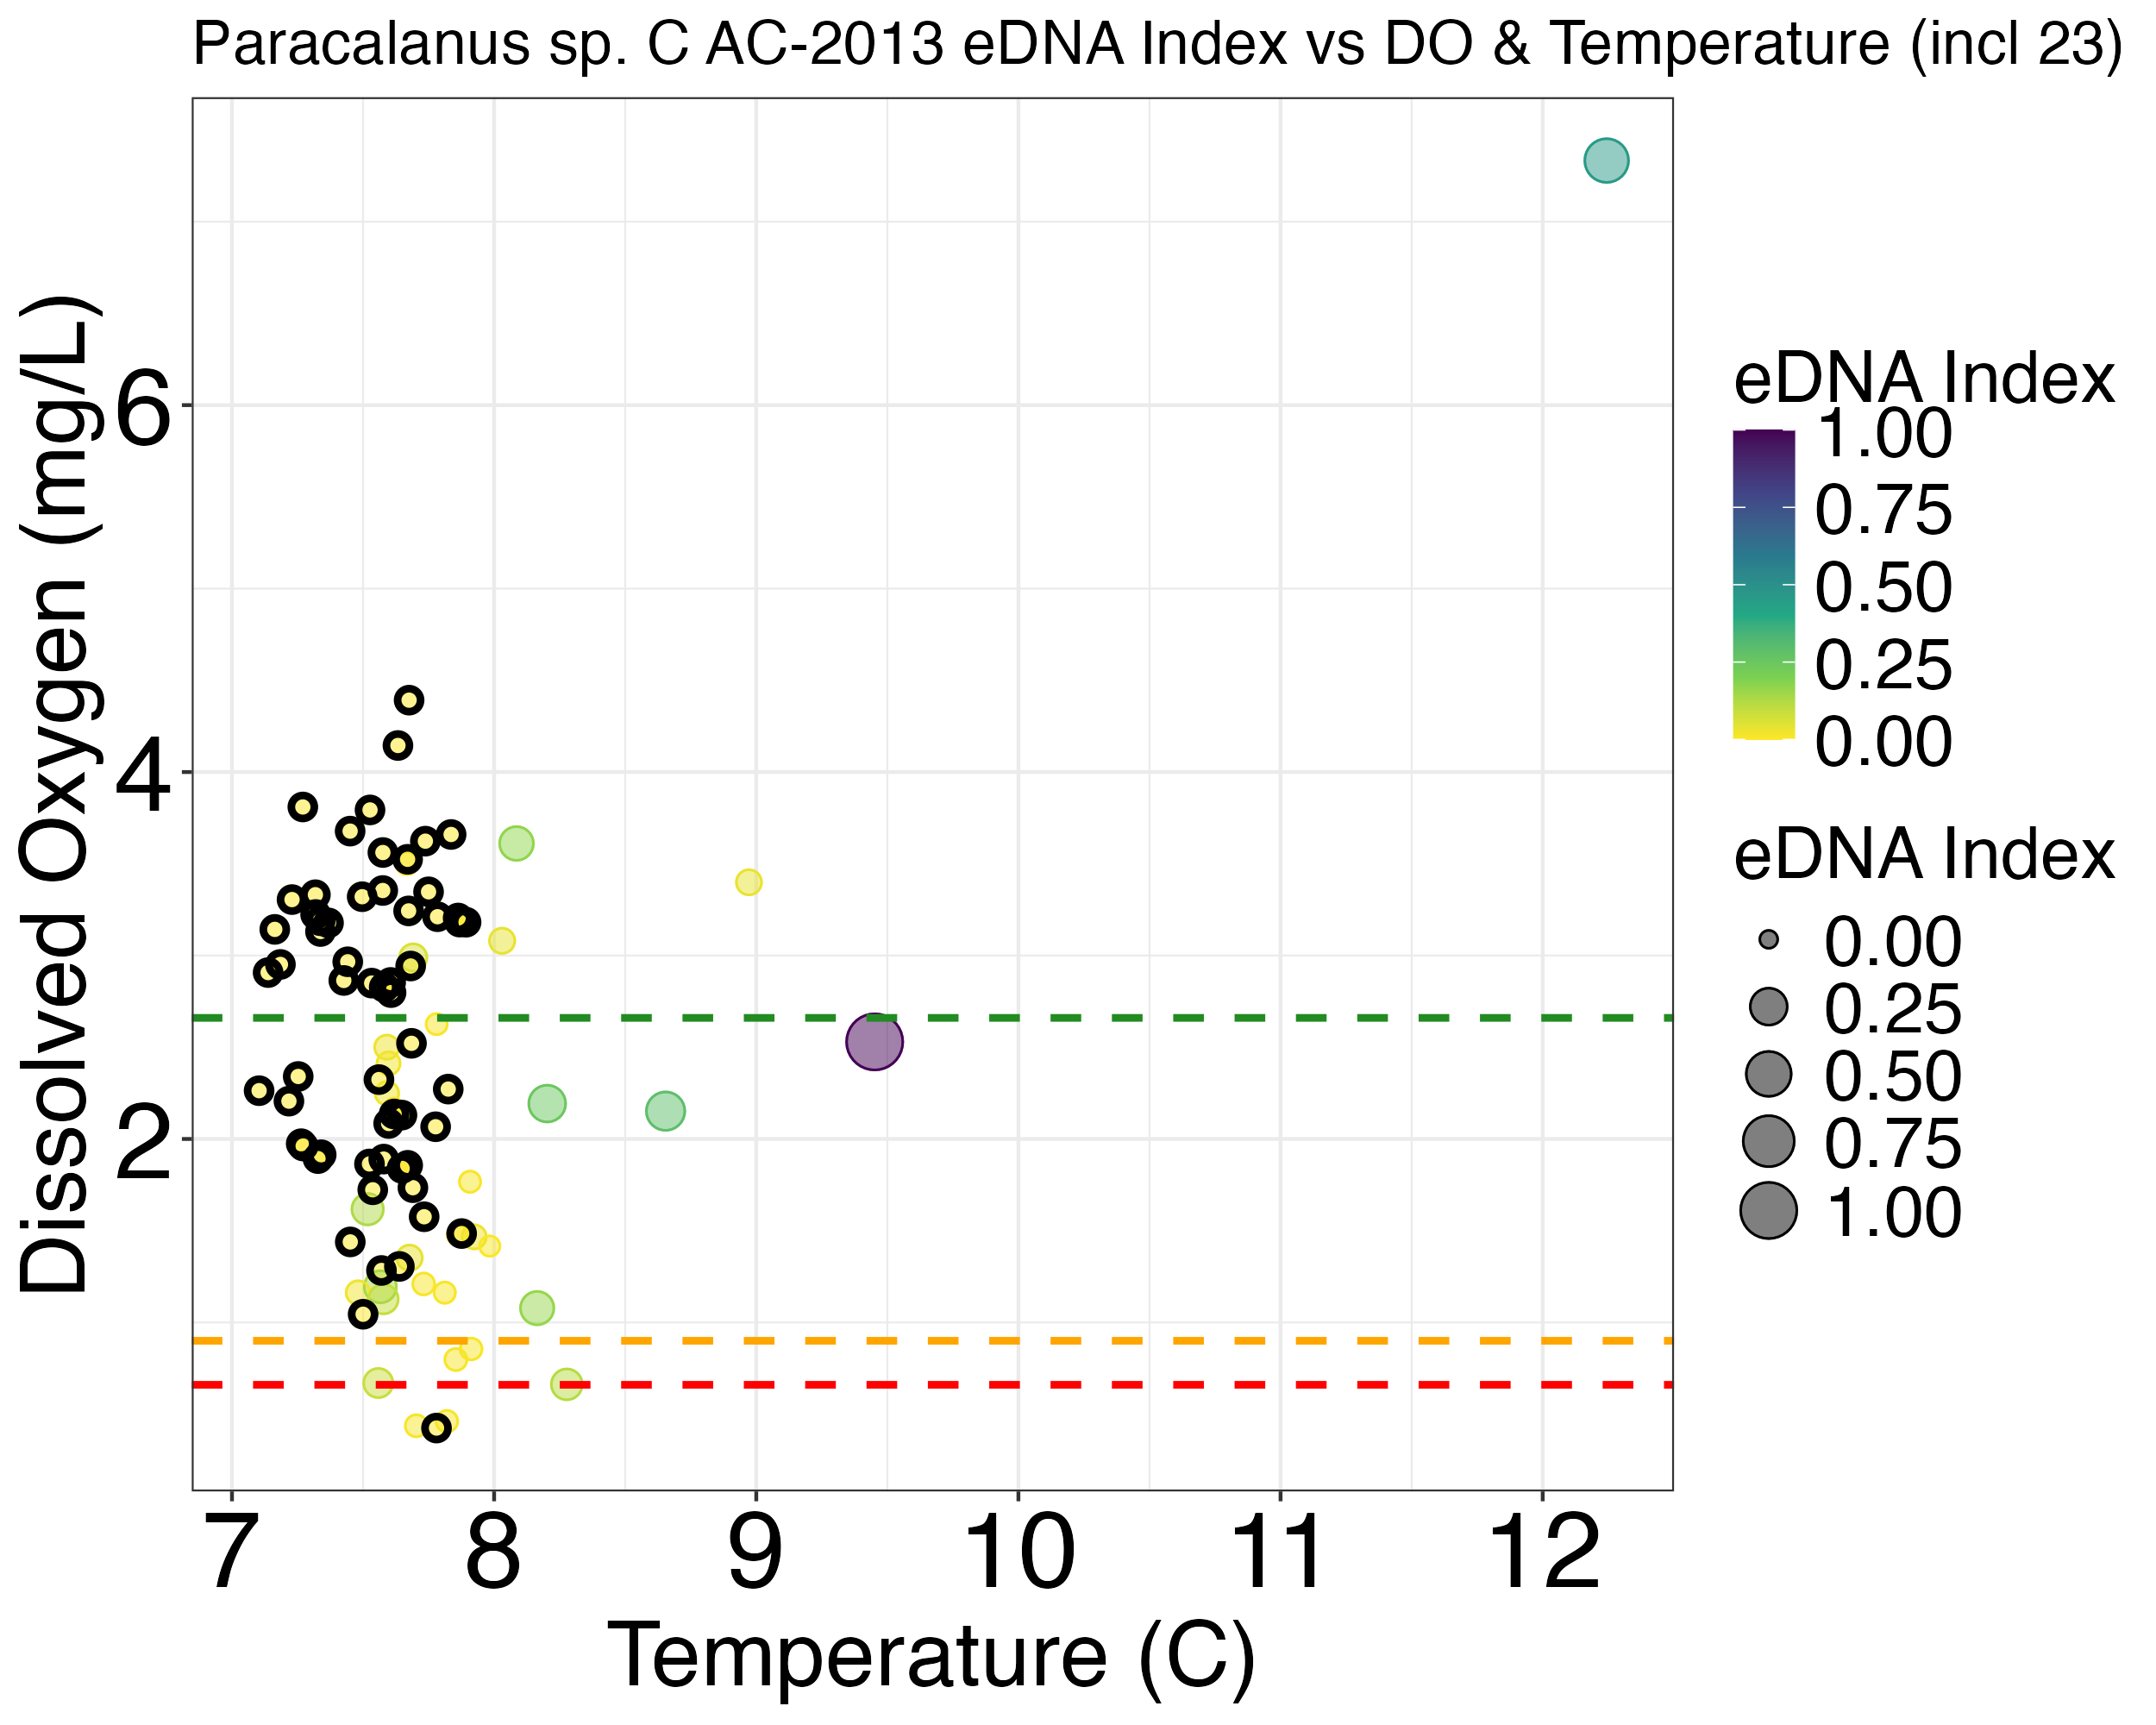 Paracalanus sp. C AC-2013 eDNA Index vs DO & Temperature (incl 23)
Dissolved Oxygen (mg/L)
6
4
2
7 8 9 10 11 12
Temperature (C)
eDNA Index
1.00
0.75
0.50
0.25
0.00
eDNA Index
0.00
0.25
0.50
0.75
1.00